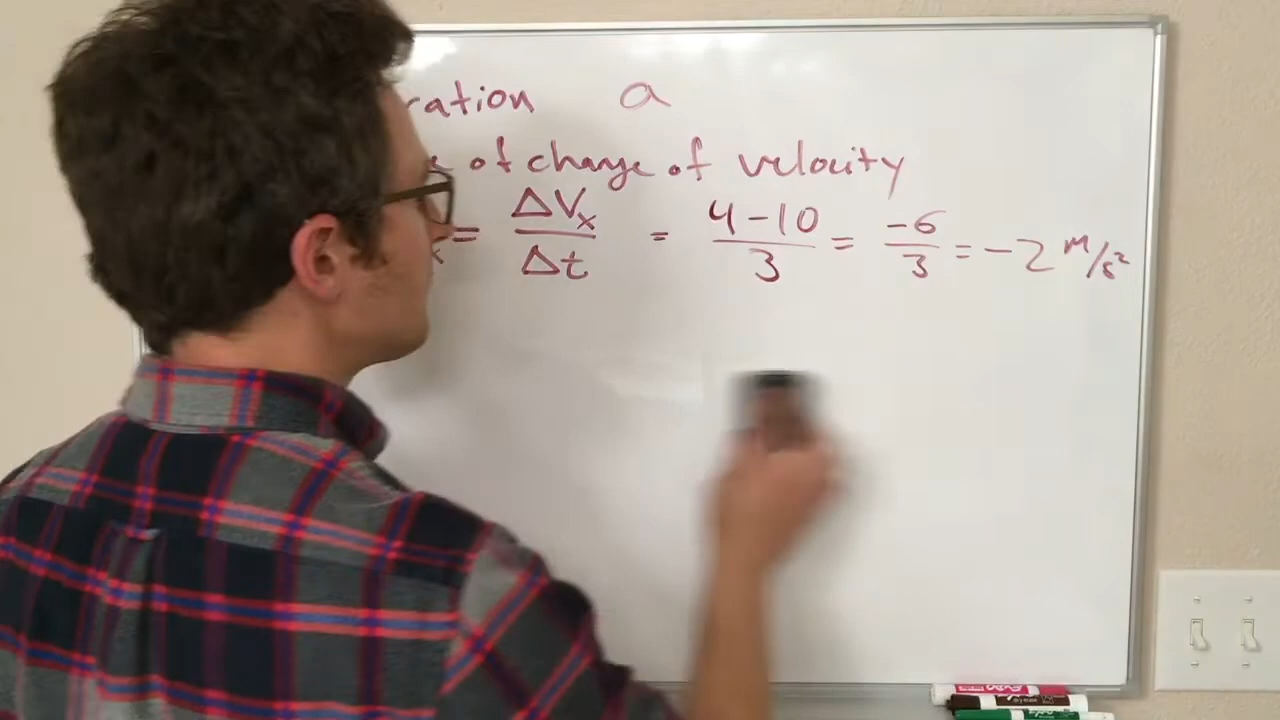 ration a
e of change of velocity
x = ΔVx / Δt = 4-10 / 3 = -6 / 3 = -2 m/s²